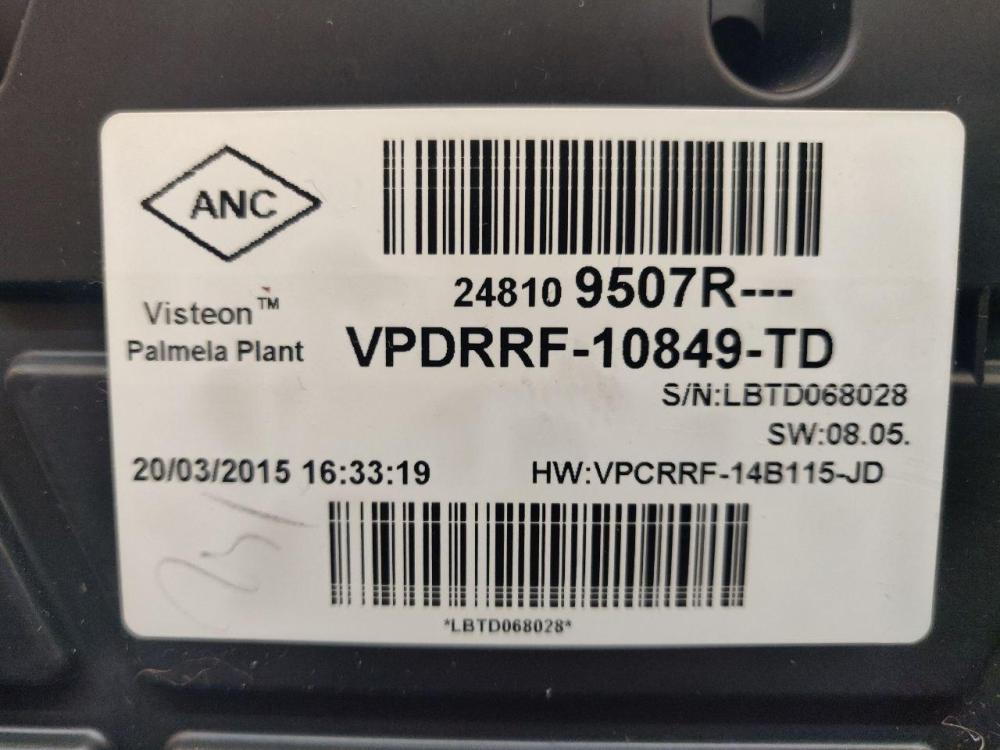 ANC
24810 9507R---
Visteon™
Palmela Plant
VPDRRF-10849-TD
S/N:LBTD068028
SW:08.05.
20/03/2015 16:33:19
HW:VPCRRF-14B115-JD
*LBTD068028*